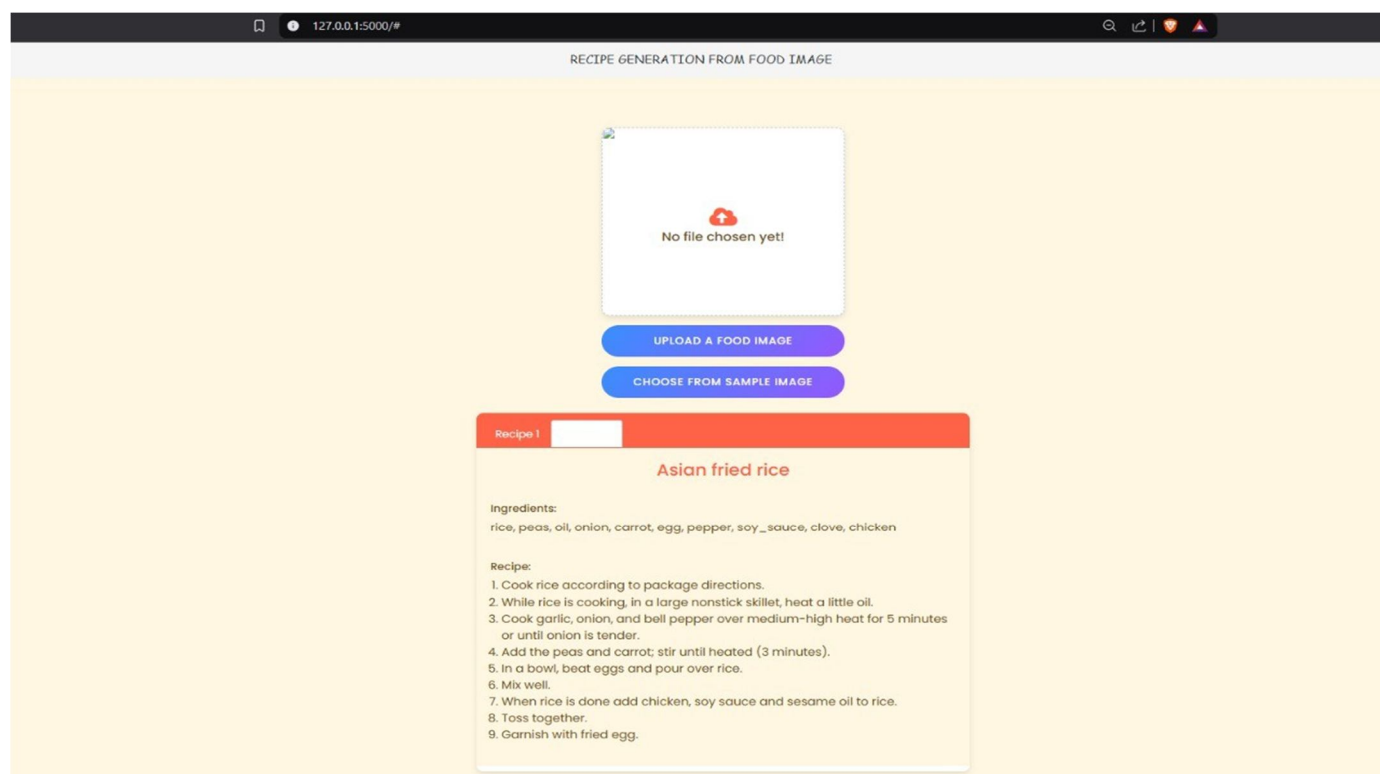 127.0.0.1:5000/#
RECIPE GENERATION FROM FOOD IMAGE
No file chosen yet!
UPLOAD A FOOD IMAGE
CHOOSE FROM SAMPLE IMAGE
Recipe 1
Asian fried rice
Ingredients:
rice, peas, oil, onion, carrot, egg, pepper, soy_sauce, clove, chicken
Recipe:
1. Cook rice according to package directions.
2. While rice is cooking, in a large nonstick skillet, heat a little oil.
3. Cook garlic, onion, and bell pepper over medium-high heat for 5 minutes
or until onion is tender.
4. Add the peas and carrot; stir until heated (3 minutes).
5. In a bowl, beat eggs and pour over rice.
6. Mix well.
7. When rice is done add chicken, soy sauce and sesame oil to rice.
8. Toss together.
9. Garnish with fried egg.